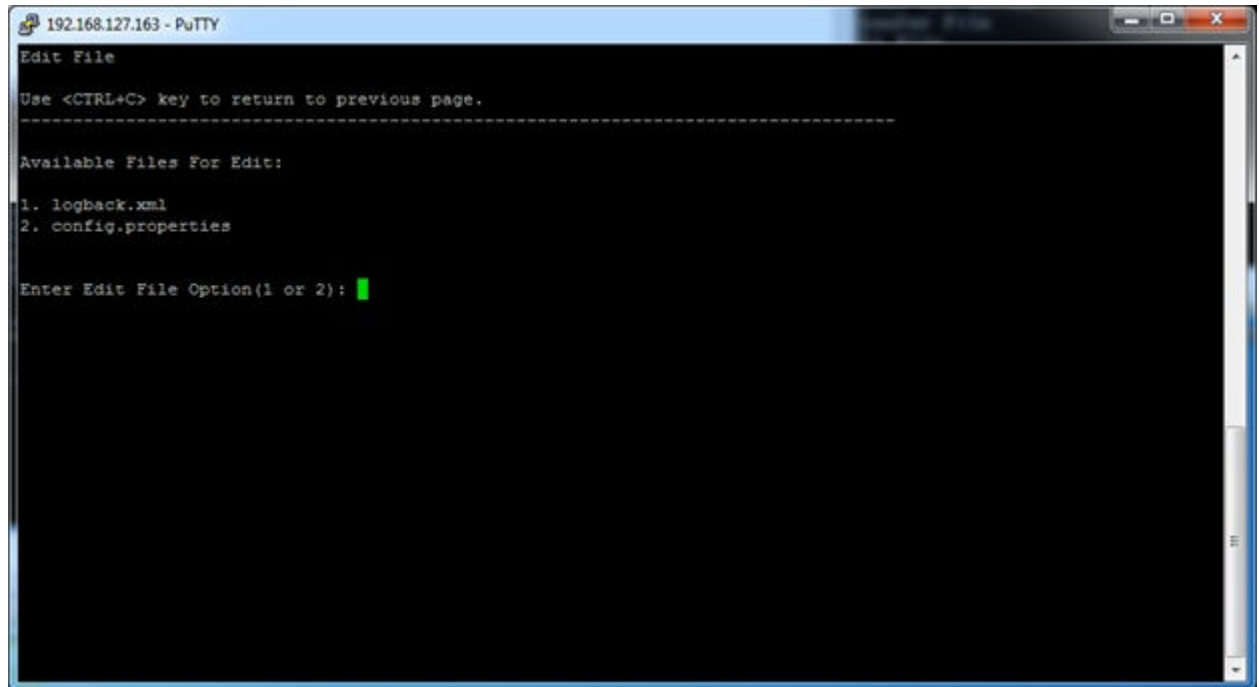 192.168.127.163 - PuTTY
Edit File
Use <CTRL+C> key to return to previous page.
-----------------------------------------------------------------------------------
Available Files For Edit:
1. logback.xml
2. config.properties
Enter Edit File Option(1 or 2):